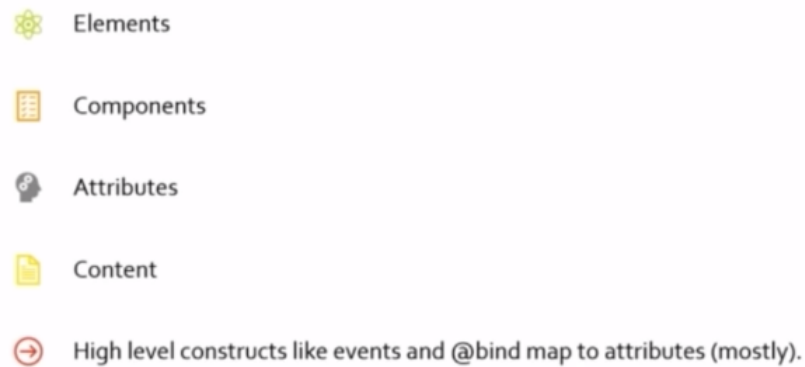 Elements
Components
Attributes
Content
High level constructs like events and @bind map to attributes (mostly).